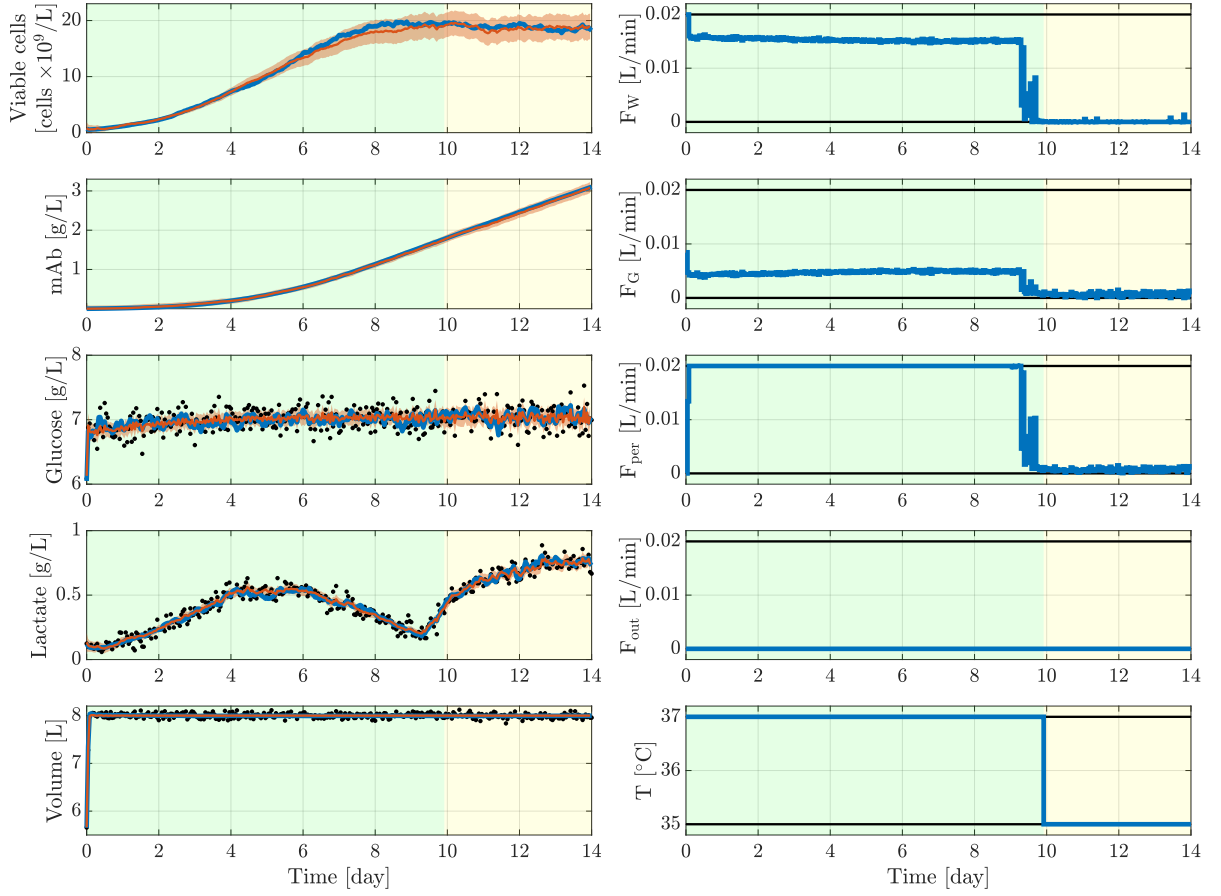 Viable cells
[cells ×10⁹/L]
20
10
0
0 2 4 6 8 10 12 14
F_W [L/min]
0.02
0.01
0
0 2 4 6 8 10 12 14
mAb [g/L]
3
2
1
0 2 4 6 8 10 12 14
F_G [L/min]
0.02
0.01
0
0 2 4 6 8 10 12 14
Glucose [g/L]
8
7
6
0 2 4 6 8 10 12 14
F_per [L/min]
0.02
0.01
0
0 2 4 6 8 10 12 14
Lactate [g/L]
1
0.5
0
0 2 4 6 8 10 12 14
F_out [L/min]
0.02
0.01
0
0 2 4 6 8 10 12 14
Volume [L]
8
7
6
0 2 4 6 8 10 12 14
Time [day]
T [°C]
37
36
35
0 2 4 6 8 10 12 14
Time [day]